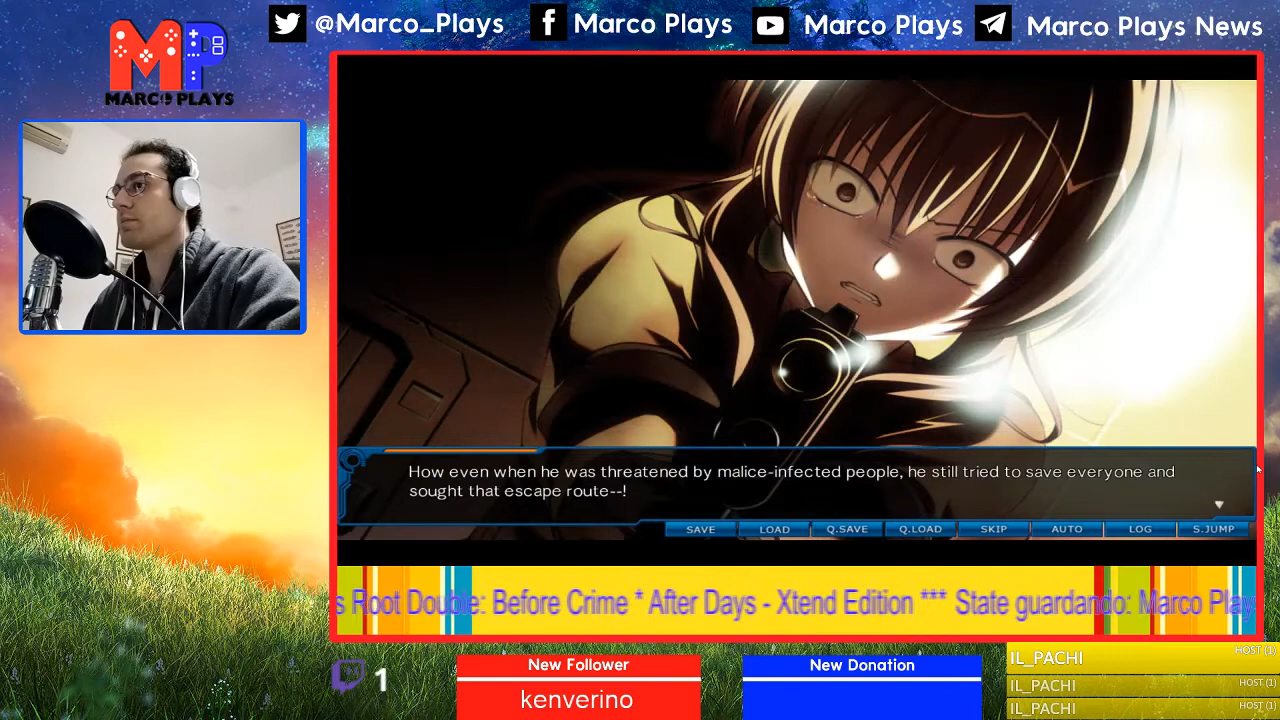 @Marco_Plays
Marco Plays
Marco Plays
Marco Plays News
MP
MARCO PLAYS
How even when he was threatened by malice-infected people, he still tried to save everyone and
sought that escape route--!
SAVE
LOAD
Q.SAVE
Q.LOAD
SKIP
AUTO
LOG
S.JUMP
s Root Double: Before Crime * After Days - Xtend Edition *** State guardando: Marco Play
1
New Follower
kenverino
New Donation
IL_PACHI
HOST (1)
IL_PACHI
HOST (1)
IL_PACHI
HOST (1)